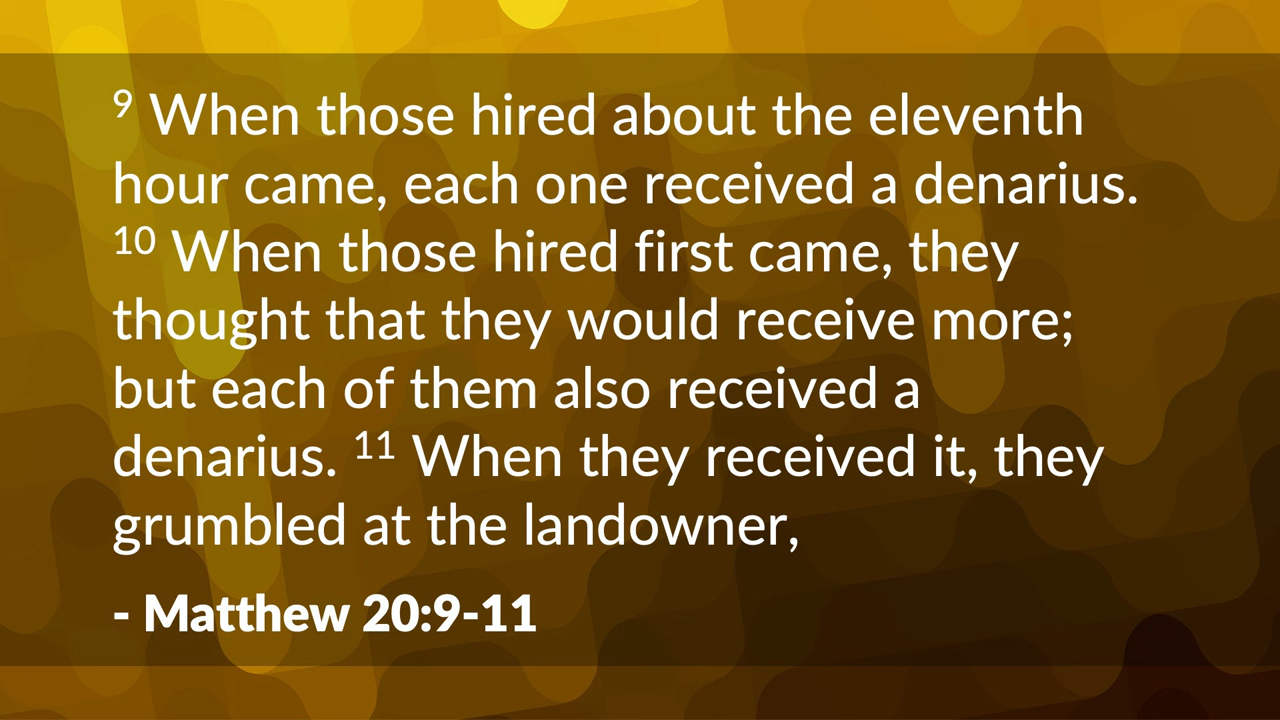 9 When those hired about the eleventh
hour came, each one received a denarius.
10 When those hired first came, they
thought that they would receive more;
but each of them also received a
denarius. 11 When they received it, they
grumbled at the landowner,
- Matthew 20:9-11